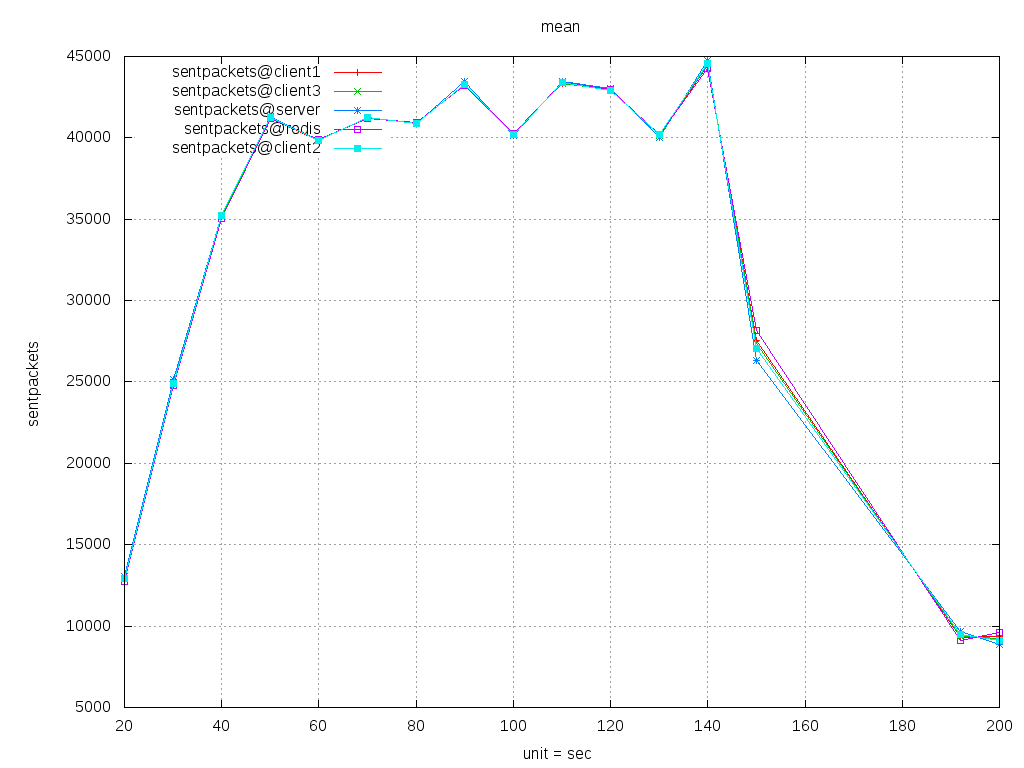 mean
45000
40000
35000
30000
25000
20000
15000
10000
5000
sentpackets
sentpackets@client1
sentpackets@client3
sentpackets@server
sentpackets@redis
sentpackets@client2
20 40 60 80 100 120 140 160 180 200
unit = sec